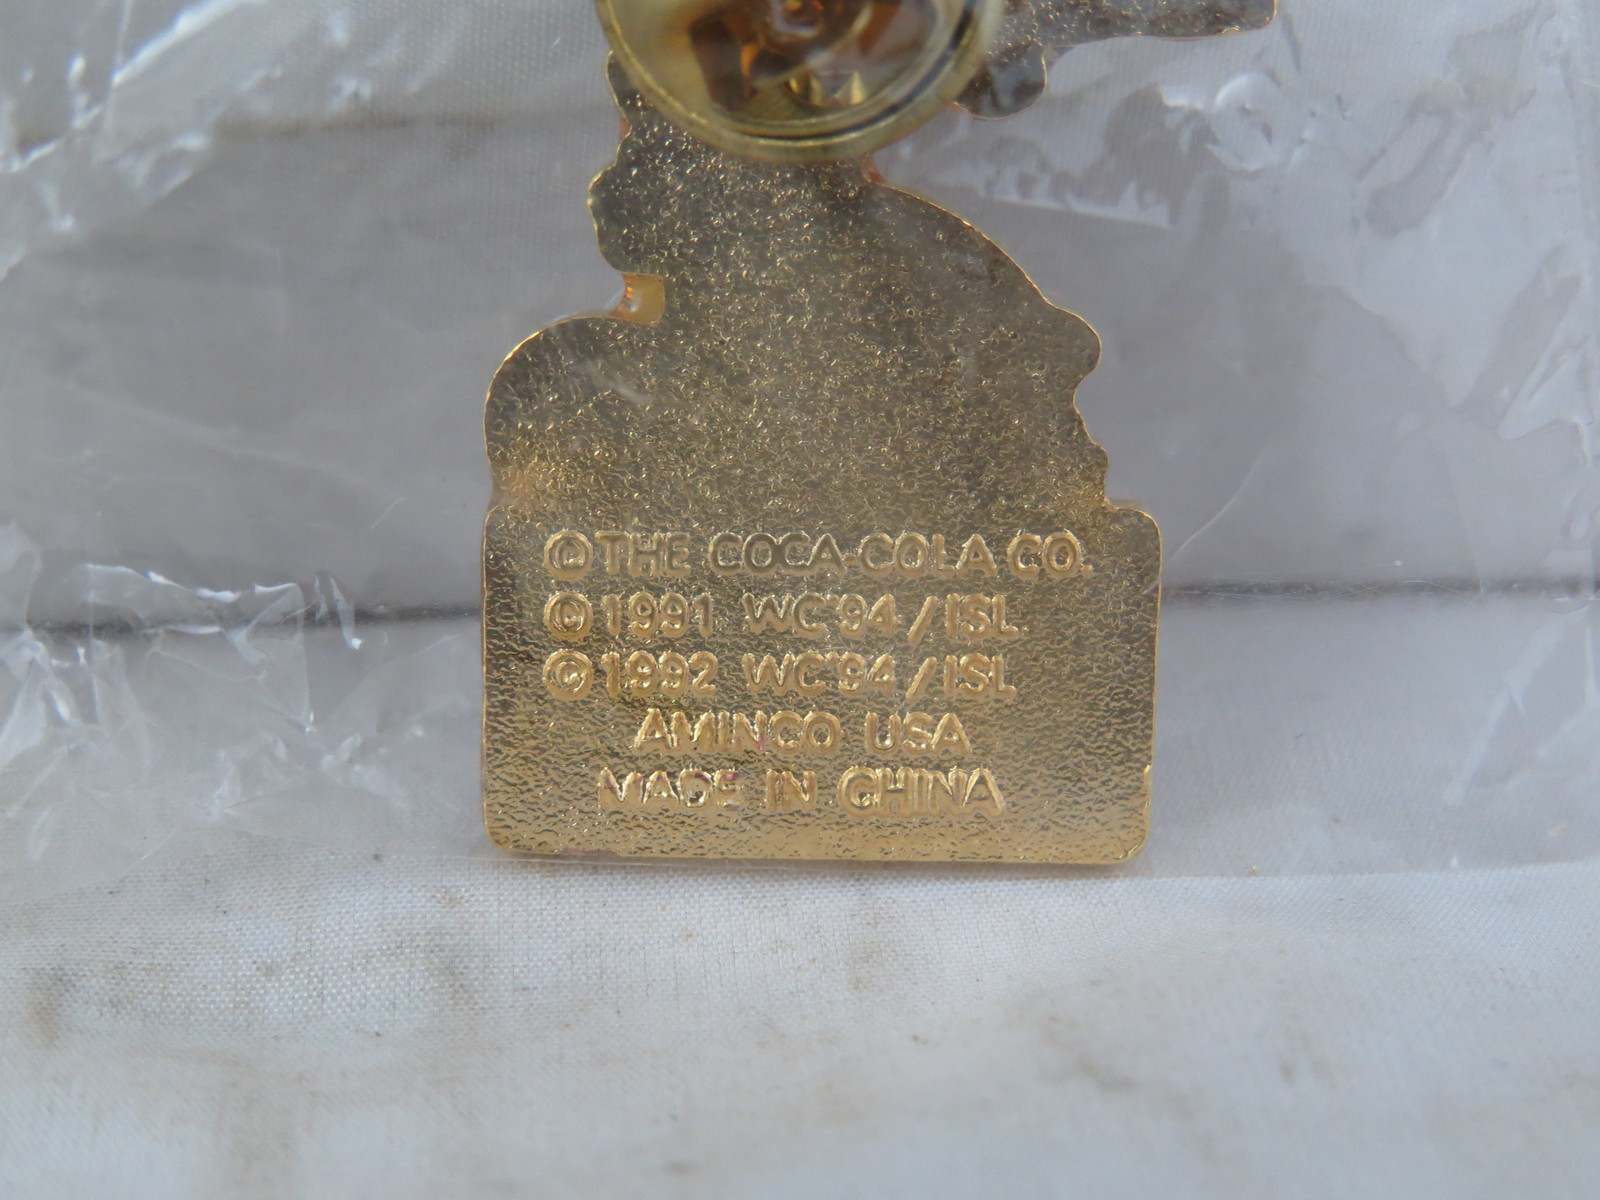 © THE COCA-COLA CO.
© 1991 WC'94/ISL
© 1992 WC'94/ISL
AMINCO USA
MADE IN CHINA